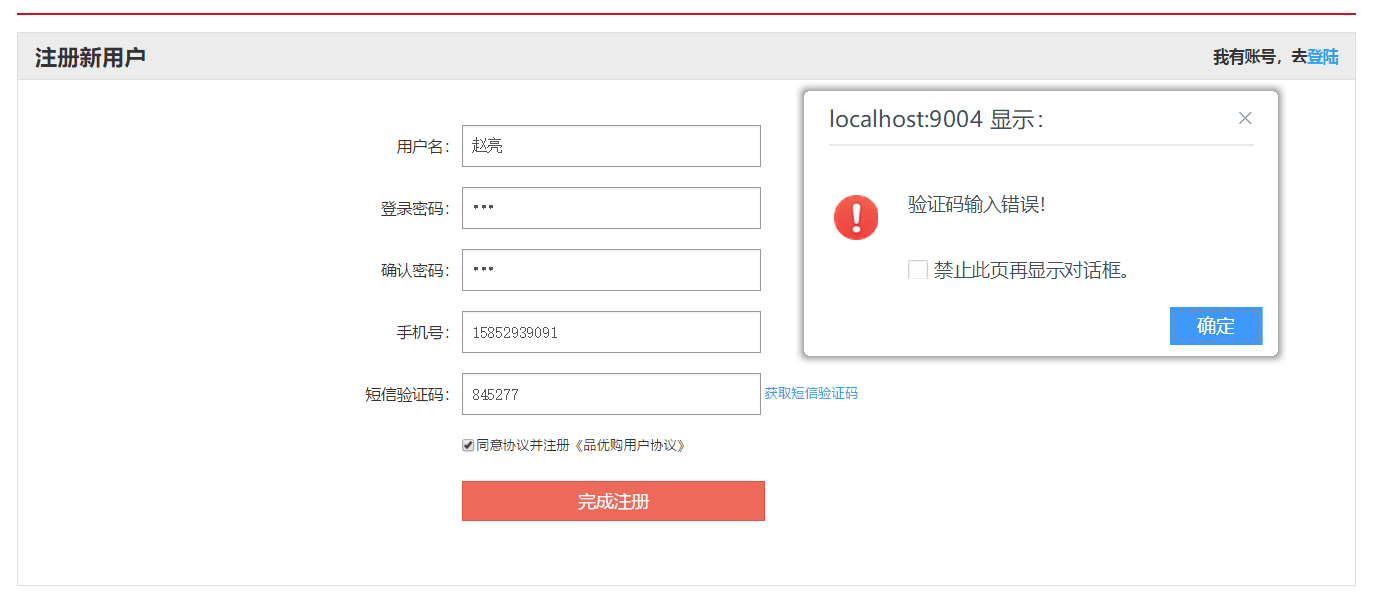 注册新用户
我有账号，去登陆
localhost:9004 显示：
验证码输入错误！
禁止此页再显示对话框。
确定
用户名：
赵亮
登录密码：
•••
确认密码：
•••
手机号：
15852939091
短信验证码：
845277
获取短信验证码
同意协议并注册《品优购用户协议》
完成注册